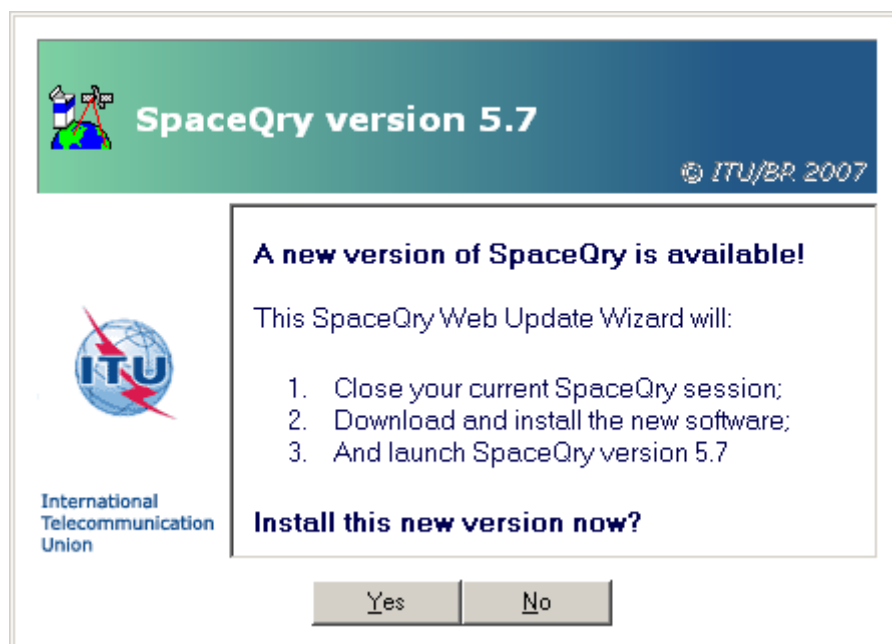 SpaceQry version 5.7
© ITU/BR 2007
A new version of SpaceQry is available!
This SpaceQry Web Update Wizard will:
1. Close your current SpaceQry session;
2. Download and install the new software;
3. And launch SpaceQry version 5.7
ITU
International
Telecommunication
Union
Install this new version now?
Yes
No